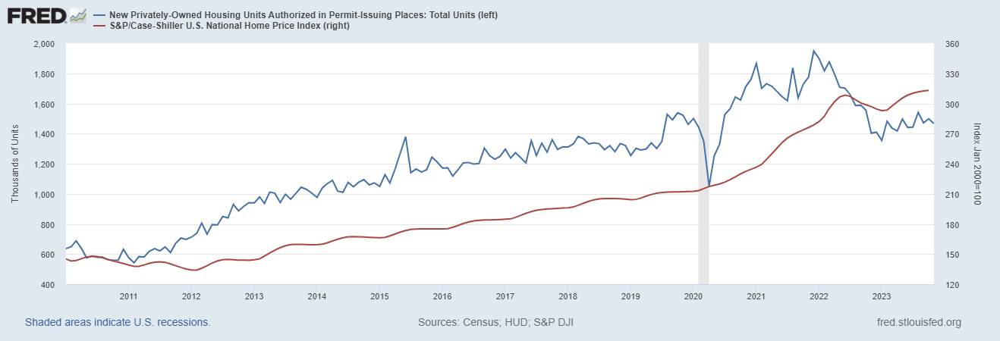 FRED
New Privately-Owned Housing Units Authorized in Permit-Issuing Places: Total Units (left)
S&P/Case-Shiller U.S. National Home Price Index (right)
2,000
1,800
1,600
1,400
1,200
1,000
800
600
400
Thousands of Units
360
330
300
270
240
210
180
150
120
Index Jan 2000=100
2011 2012 2013 2014 2015 2016 2017 2018 2019 2020 2021 2022 2023
Shaded areas indicate U.S. recessions.
Sources: Census; HUD; S&P DJI
fred.stlouisfed.org